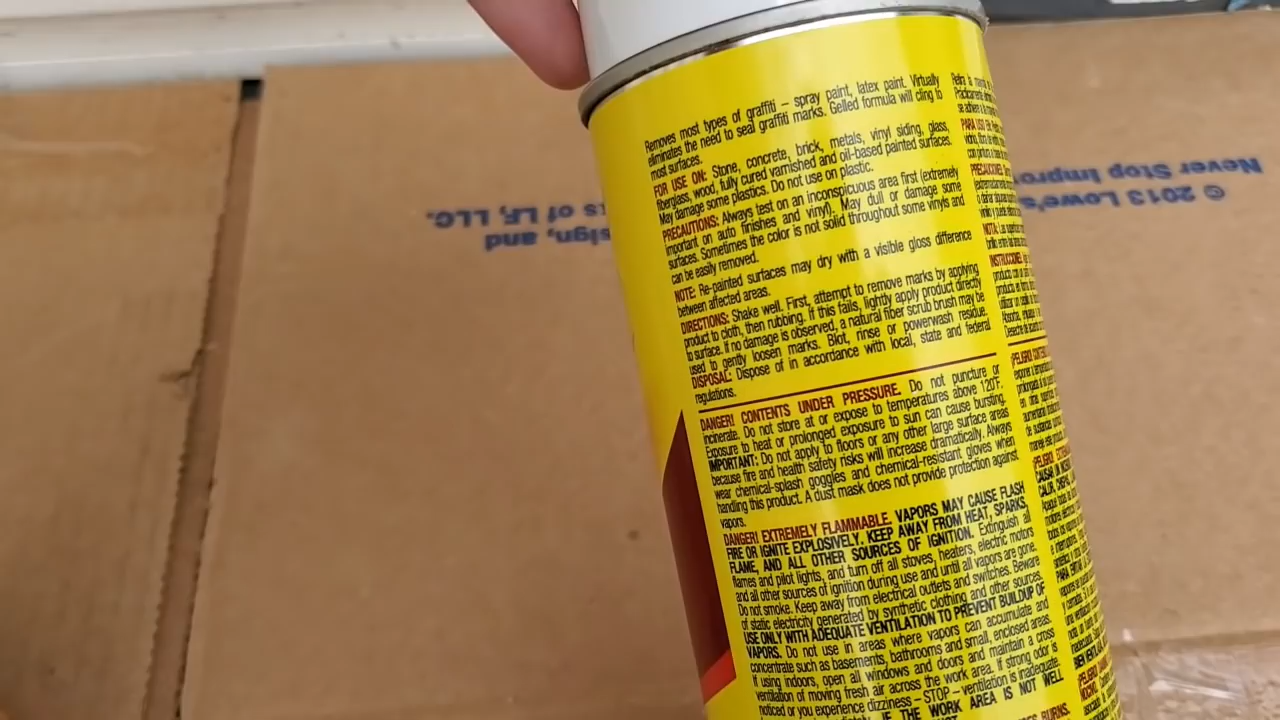 Removes most types of graffiti – spray paint, latex paint. Virtually
eliminates the need to seal graffiti marks. Gelled formula will cling to
most surfaces.
FOR USE ON: Stone, concrete, brick, metals, vinyl siding, glass,
fiberglass, wood, fully cured varnished and oil-based painted surfaces.
May damage some plastics. Do not use on plastic.
PRECAUTIONS: Always test on an inconspicuous area first (extremely
important on auto finishes and vinyl). May dull or damage some
surfaces. Sometimes the color is not solid throughout some vinyls and
can be easily removed.
NOTE: Re-painted surfaces may dry with a visible gloss difference
between affected areas.
DIRECTIONS: Shake well. First, attempt to remove marks by applying
product to cloth, then rubbing. If this fails, lightly apply product directly
to surface. If no damage is observed, a natural fiber scrub brush may be
used to gently loosen marks. Blot, rinse or powerwash residue.
DISPOSAL: Dispose of in accordance with local, state and federal
regulations.
DANGER! CONTENTS UNDER PRESSURE. Do not puncture or
incinerate. Do not store at or expose to temperatures above 120°F.
Exposure to heat or prolonged exposure to sun can cause bursting.
IMPORTANT: Do not apply to floors or any other large surface areas
because fire and health safety risks will increase dramatically. Always
wear chemical-splash goggles and chemical-resistant gloves when
handling this product. A dust mask does not provide protection against
vapors.
DANGER! EXTREMELY FLAMMABLE. VAPORS MAY CAUSE FLASH
FIRE OR IGNITE EXPLOSIVELY. KEEP AWAY FROM HEAT, SPARKS,
FLAME, AND ALL OTHER SOURCES OF IGNITION. Extinguish all
flames and pilot lights, and turn off all stoves, heaters, electric motors
and all other sources of ignition during use and until all vapors are gone.
Do not smoke. Keep away from electrical outlets and switches. Beware
of static electricity generated by synthetic clothing and other sources.
USE ONLY WITH ADEQUATE VENTILATION TO PREVENT BUILDUP OF
VAPORS. Do not use in areas where vapors can accumulate and
concentrate such as basements, bathrooms and small, enclosed areas.
If using indoors, open all windows and doors and maintain a cross
ventilation of moving fresh air across the work area. If strong odor is
noticed or you experience dizziness – STOP – ventilation is inadequate.
IF THE WORK AREA IS NOT WELL
PARA USO EN:
PRECAUCIONES:
NOTA:
INSTRUCCIONES:
¡PELIGRO!
© 2013 Lowe's
Never Stop Impro
sign, and
s of LF, LLC.